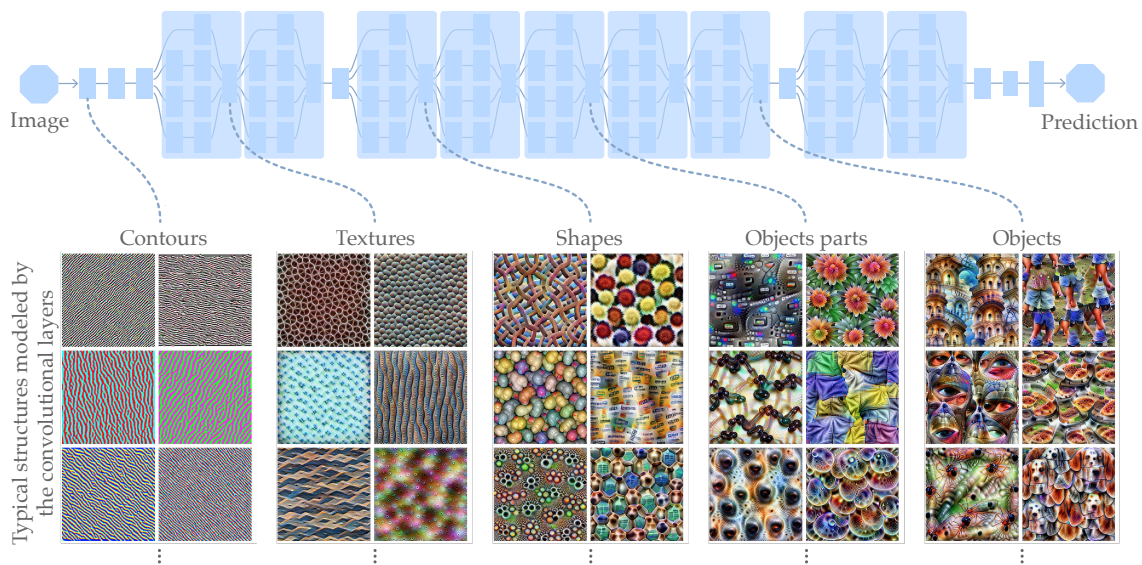 Image
Prediction
Contours
Textures
Shapes
Objects parts
Objects
Typical structures modeled by
the convolutional layers